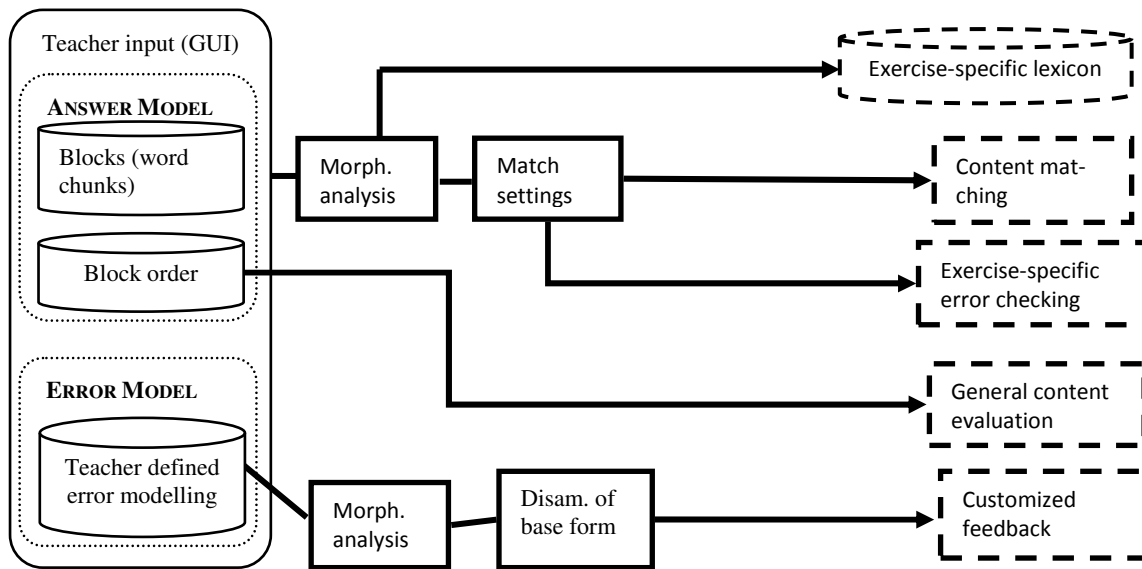 Teacher input (GUI)
ANSWER MODEL
Blocks (word
chunks)
Block order
ERROR MODEL
Teacher defined
error modelling
Morph.
analysis
Match
settings
Morph.
analysis
Disam. of
base form
Exercise-specific lexicon
Content mat-
ching
Exercise-specific
error checking
General content
evaluation
Customized
feedback